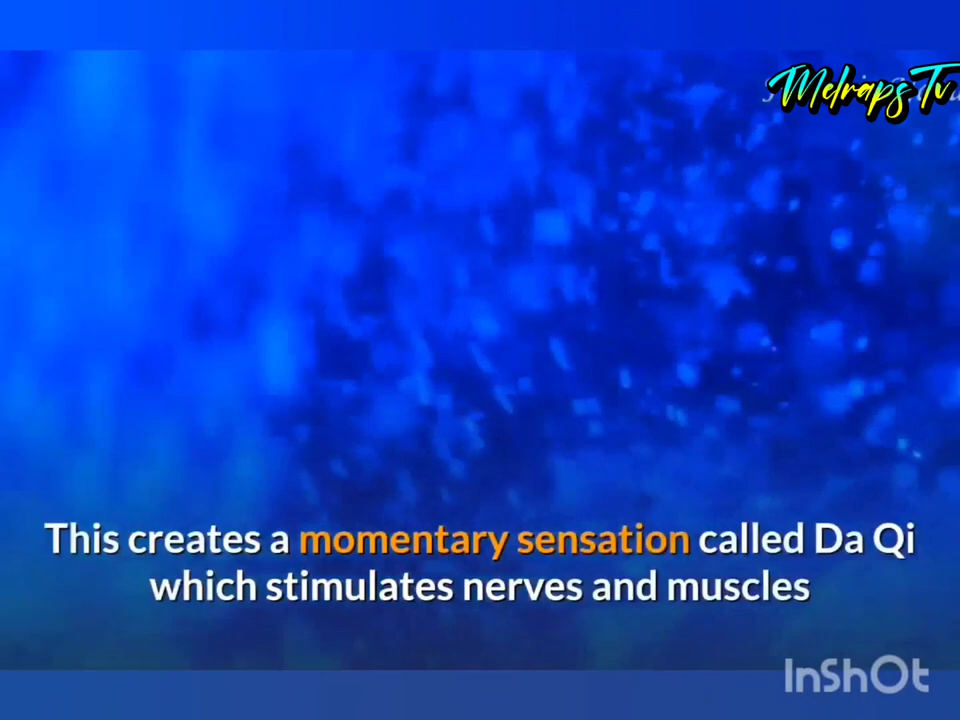 Melraps Tv
This creates a momentary sensation called Da Qi
which stimulates nerves and muscles
InShOt